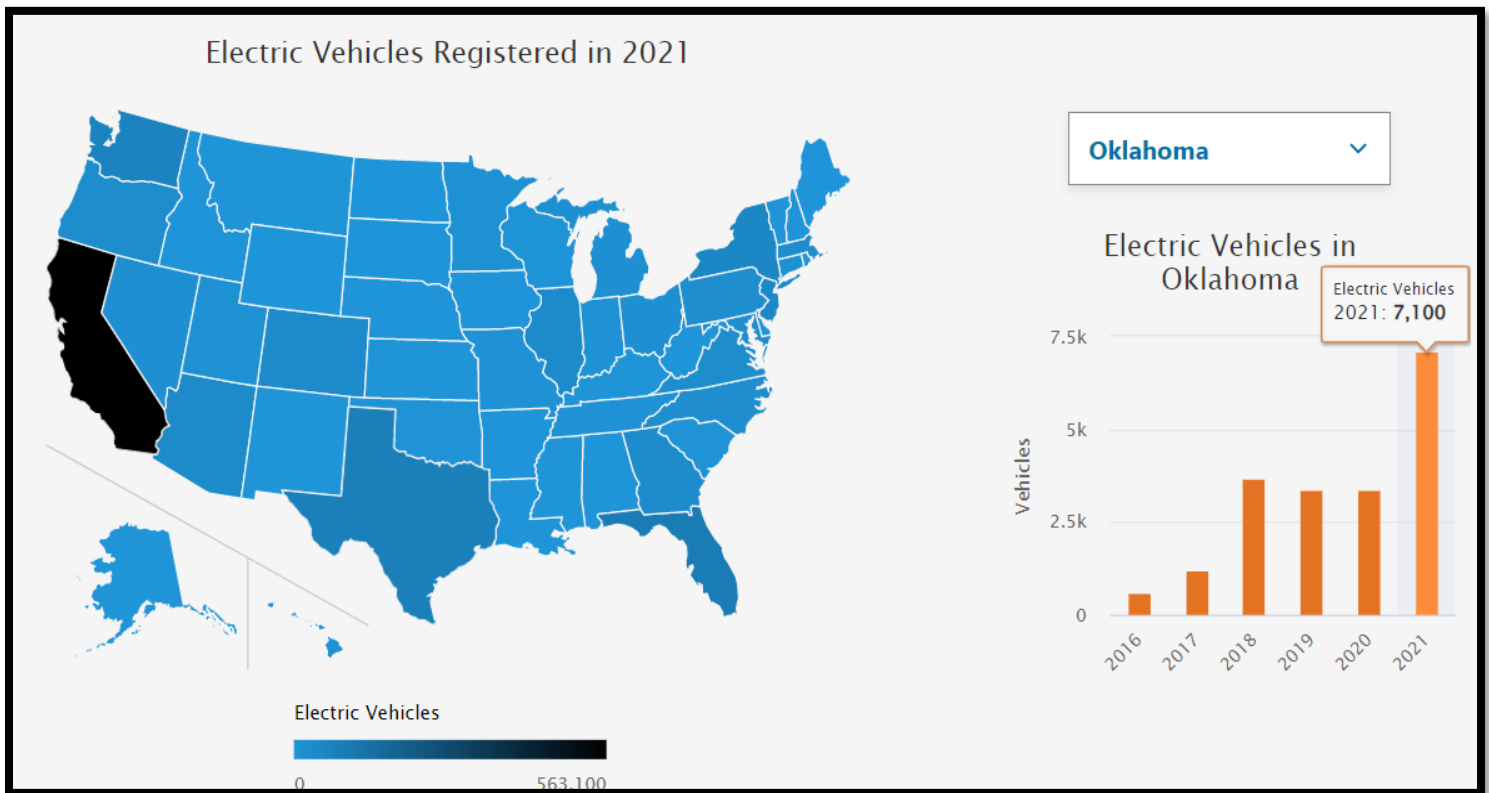 Electric Vehicles Registered in 2021
Oklahoma
Electric Vehicles in
Oklahoma
Electric Vehicles
2021: 7,100
7.5k
5k
2.5k
0
Vehicles
2016
2017
2018
2019
2020
2021
Electric Vehicles
0
563,100